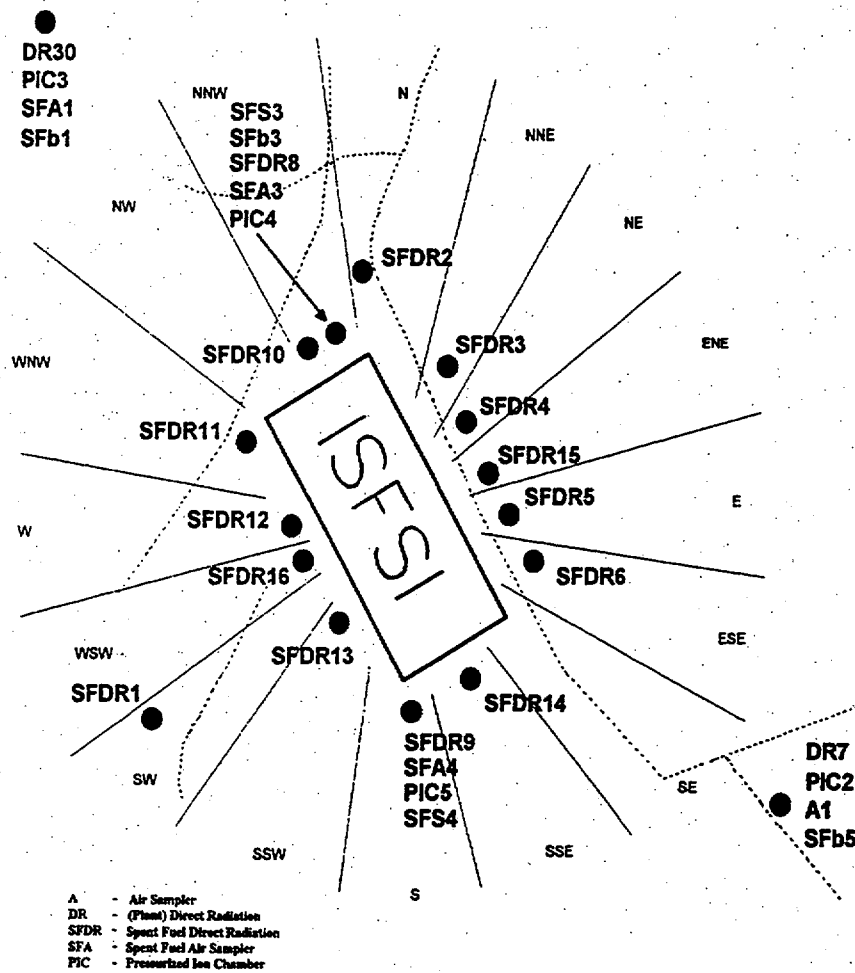 DR30
PIC3
SFA1
SFb1
NNW
N
SFS3
SFb3
SFDR8
SFA3
PIC4
NNE
NW
NE
SFDR2
WNW
SFDR10
SFDR3
ENE
SFDR11
SFDR4
ISFSI
SFDR15
W
SFDR12
SFDR5
E
SFDR16
SFDR6
WSW
SFDR13
ESE
SFDR1
SFDR14
SW
SFDR9
SFA4
PIC5
SFS4
SE
DR7
PIC2
A1
SFb5
SSW
S
SSE
A - Air Sampler
DR - (Plant) Direct Radiation
SFDR - Spent Fuel Direct Radiation
SFA - Spent Fuel Air Sampler
PIC - Pressurized Ion Chamber